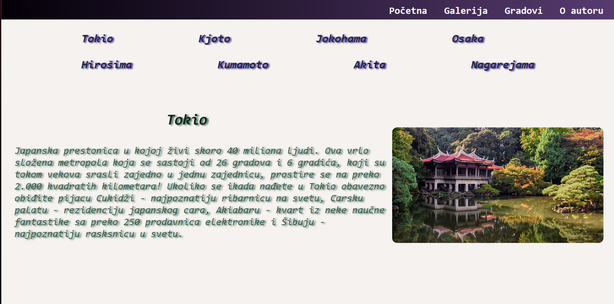 Početna Galerija Gradovi O autoru
Tokio Kjoto Jokohama Osaka
Hirošima Kumamoto Akita Nagarejama
Tokio
Japanska prestonica u kojoj živi skoro 40 miliona ljudi. Ova vrlo
složena metropola koja se sastoji od 26 gradova i 6 gradića, koji su
tokom vekova srasli zajedno u jednu zajednicu, prostire se na preko
2.000 kvadratih kilometara! Ukoliko se ikada nađete u Tokio obavezno
obiđite pijacu Cukidži - najpoznatiju ribarnicu na svetu, Carsku
palatu - rezidenciju japanskog cara, Akiabaru - kvart iz neke naučne
fantastike sa preko 250 prodavnica elektronike i Šibuju -
najpoznatiju rasksnicu u svetu.